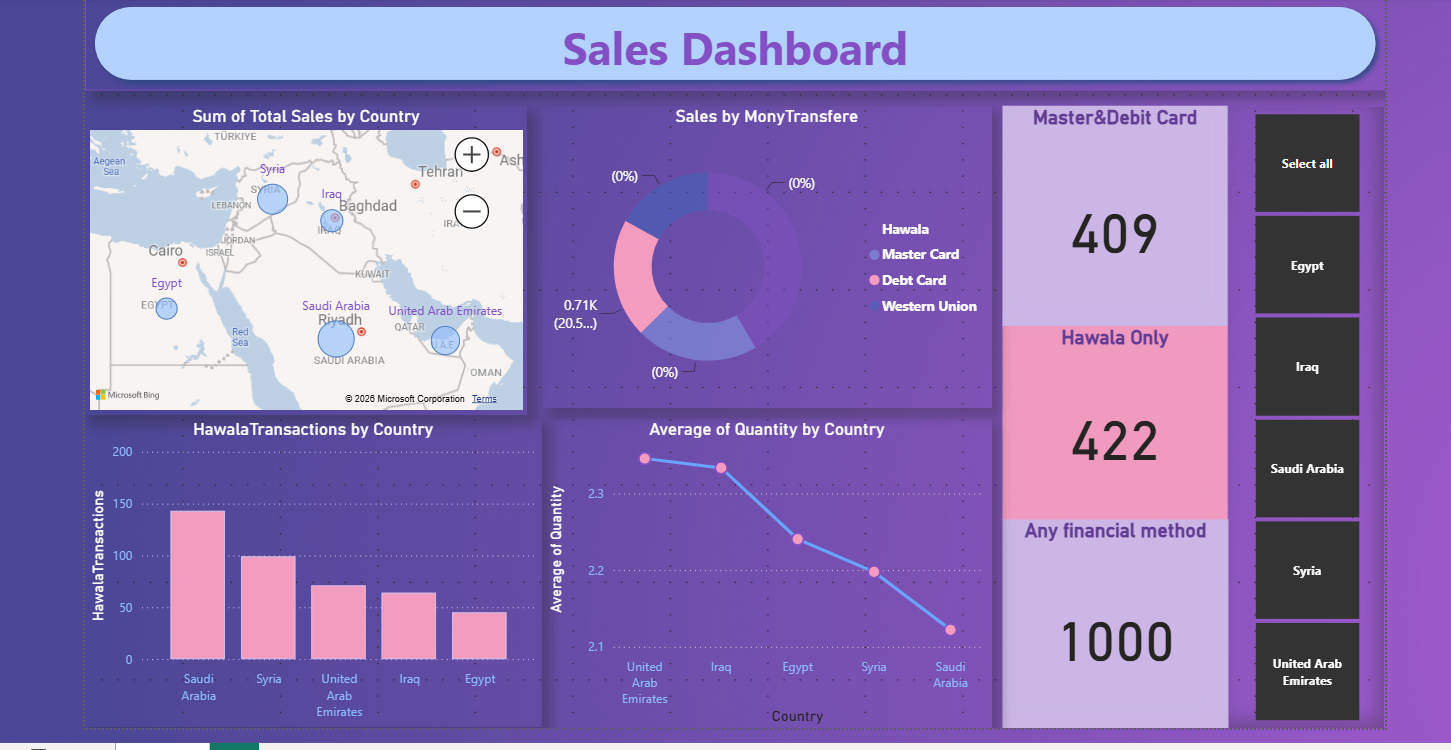 Sales Dashboard
Sum of Total Sales by Country
TÜRKIYE
Aegean
Sea
Syria
SYRIA
LEBANON
Iraq
Baghdad
IRAQ
Tehran
Ash
IRA
Cairo
JORDAN
ISRAEL
KUWAIT
Egypt
EGYPT
Saudi Arabia
Riyadh
United Arab Emirates
QATAR
U.A.E.
Red
Sea
SAUDI ARABIA
OMAN
Microsoft Bing
© 2026 Microsoft Corporation Terms
Sales by MonyTransfere
(0%)
(0%)
0.71K
(20.5...)
(0%)
Hawala
Master Card
Debt Card
Western Union
Master&Debit Card
409
Hawala Only
422
Any financial method
1000
Select all
Egypt
Iraq
Saudi Arabia
Syria
United Arab
Emirates
HawalaTransactions by Country
HawalaTransactions
200
150
100
50
0
Saudi
Arabia
Syria
United
Arab
Emirates
Iraq
Egypt
Average of Quantity by Country
Average of Quantity
2.3
2.2
2.1
United
Arab
Emirates
Iraq
Egypt
Syria
Saudi
Arabia
Country